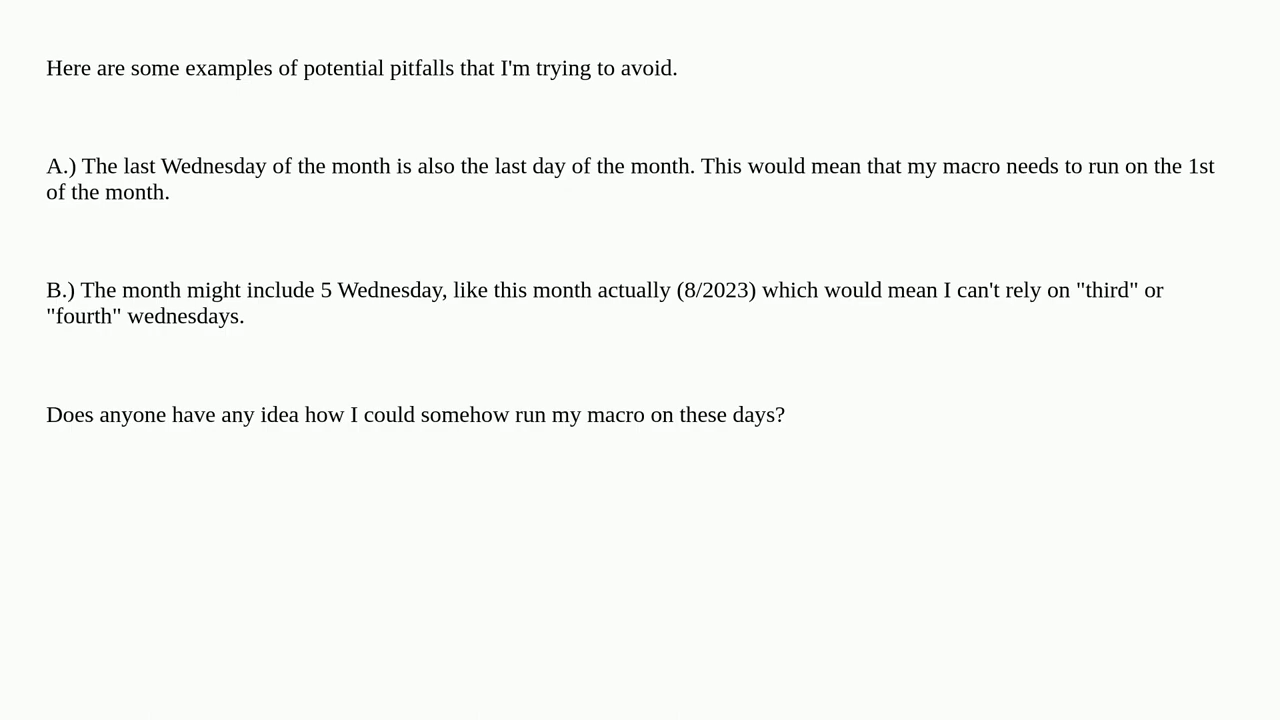 Here are some examples of potential pitfalls that I'm trying to avoid.
A.) The last Wednesday of the month is also the last day of the month. This would mean that my macro needs to run on the 1st
of the month.
B.) The month might include 5 Wednesday, like this month actually (8/2023) which would mean I can't rely on "third" or
"fourth" wednesdays.
Does anyone have any idea how I could somehow run my macro on these days?